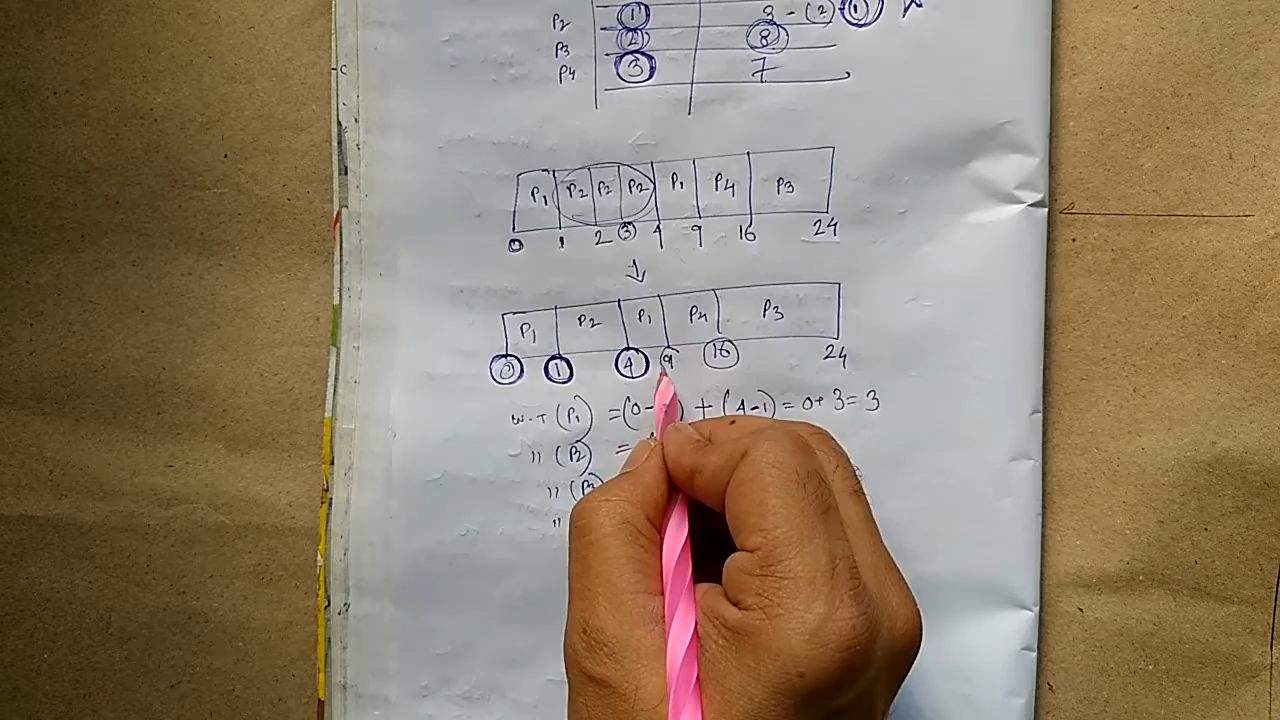 P2 1 3-(2) 1
P3 2 8
P4 3 7
P1 P2 P2 P2 P1 P4 P3
0 1 2 3 4 9 16 24
P1 P2 P1 P4 P3
0 1 4 9 16 24
W.T (P1) = (0- ) + (4-1) = 0+3=3
" (P2) =
" (P3)
"